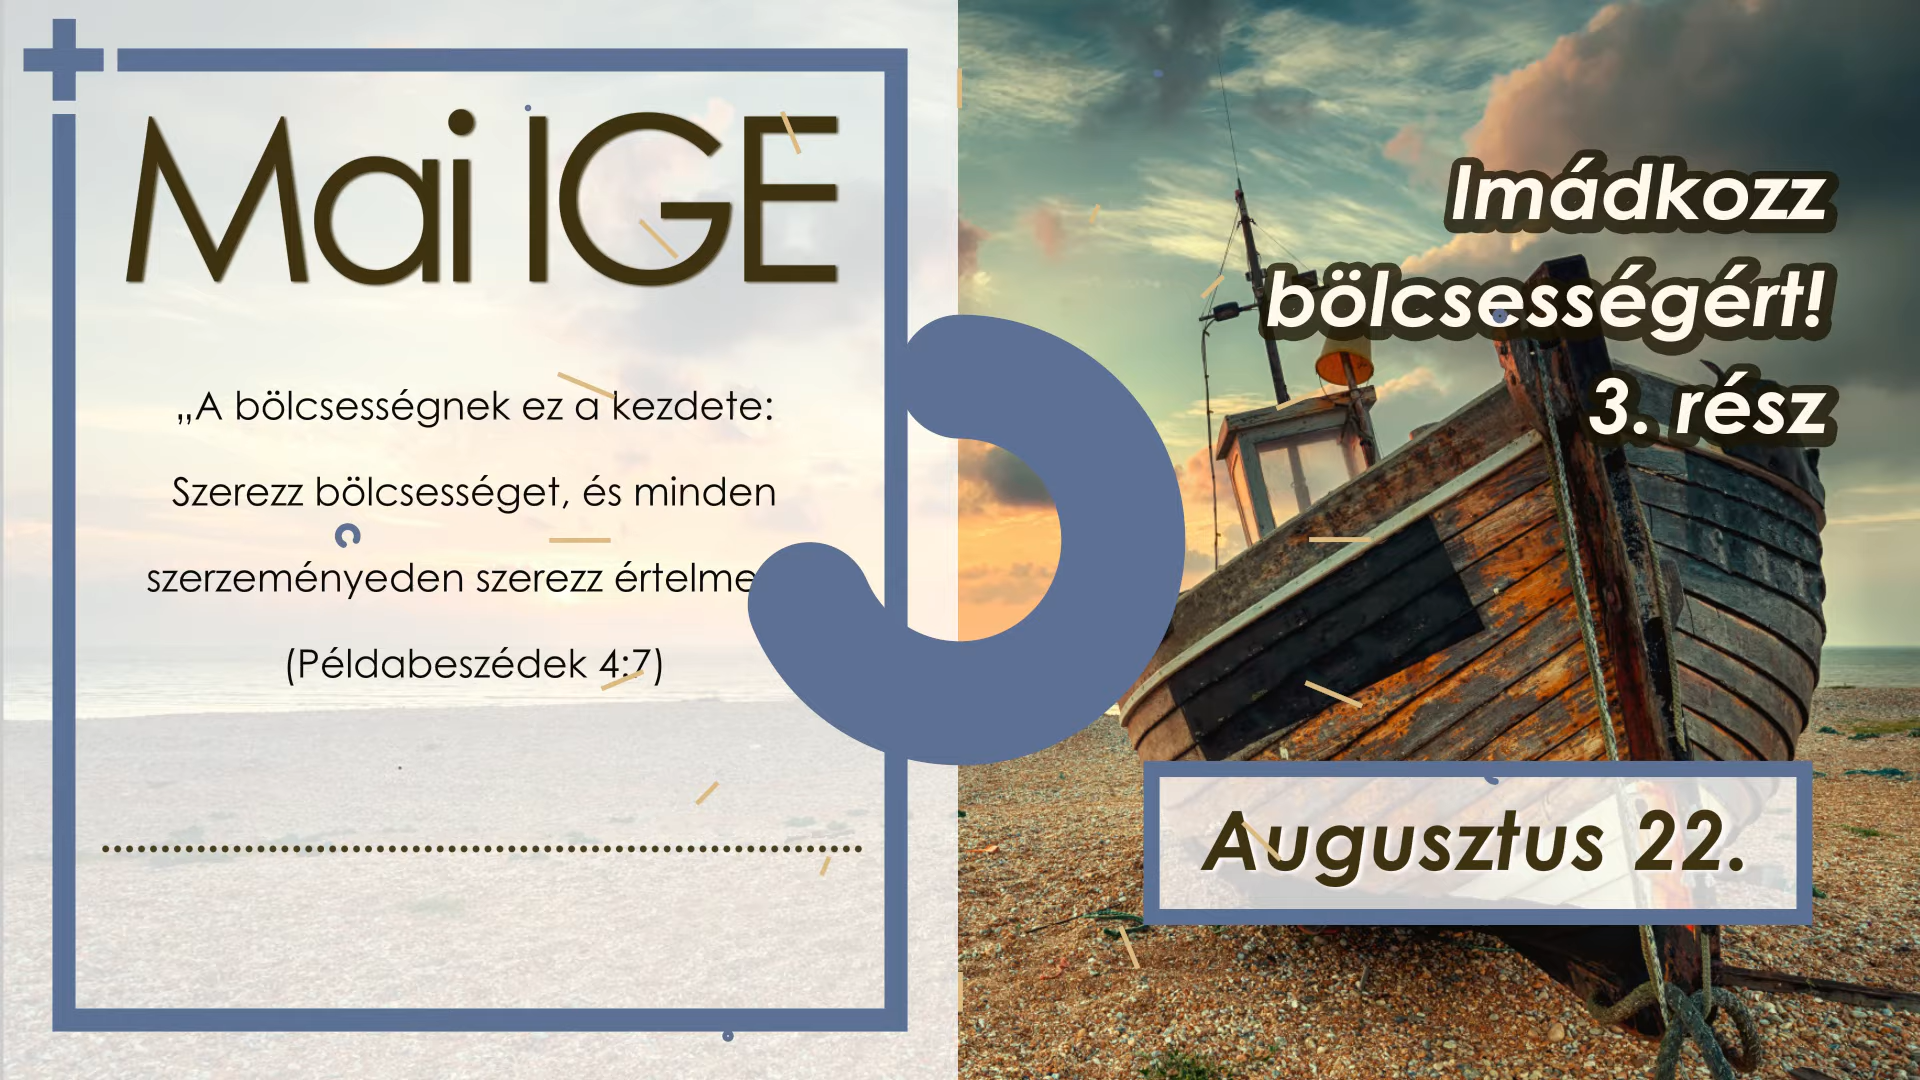 Mai IGE
„A bölcsességnek ez a kezdete:
Szerezz bölcsességet, és minden
szerzeményeden szerezz
(Példabeszédek 4:7)
Imádkozz
bölcsességért!
3. rész
Augusztus 22.